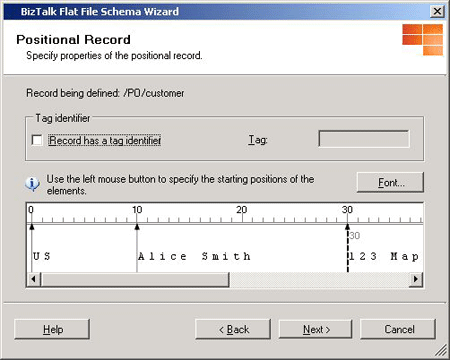 BizTalk Flat File Schema Wizard
Positional Record
Specify properties of the positional record.
Record being defined: /PO/customer
Tag identifier
Record has a tag identifier Tag:
Use the left mouse button to specify the starting positions of the
elements.
Font...
0 10 20 30
30
US Alice Smith 123 Map
Help < Back Next > Cancel